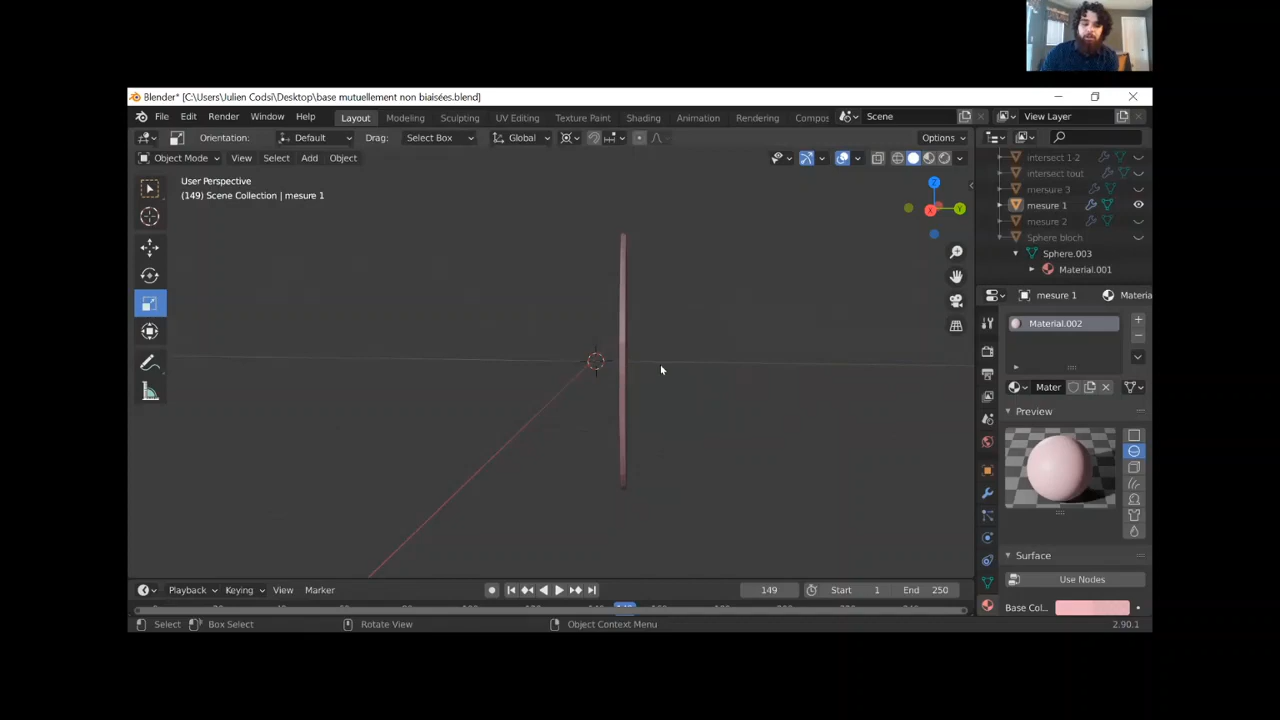 Blender* [C:\Users\Julien Codsi\Desktop\base mutuellement non biaisées.blend]
File Edit Render Window Help Layout Modeling Sculpting UV Editing Texture Paint Shading Animation Rendering Compos Scene View Layer
Orientation: Default Drag: Select Box Global Options
Object Mode View Select Add Object
User Perspective
(149) Scene Collection | mesure 1
Z
Y
X
intersect 1-2
intersect tout
mersure 3
mesure 1
mesure 2
Sphere bloch
Sphere.003
Material.001
mesure 1 Materia
Material.002
Mater
Preview
Surface
Use Nodes
Base Col...
Playback Keying View Marker 149 Start 1 End 250
Select Box Select Rotate View Object Context Menu 2.90.1